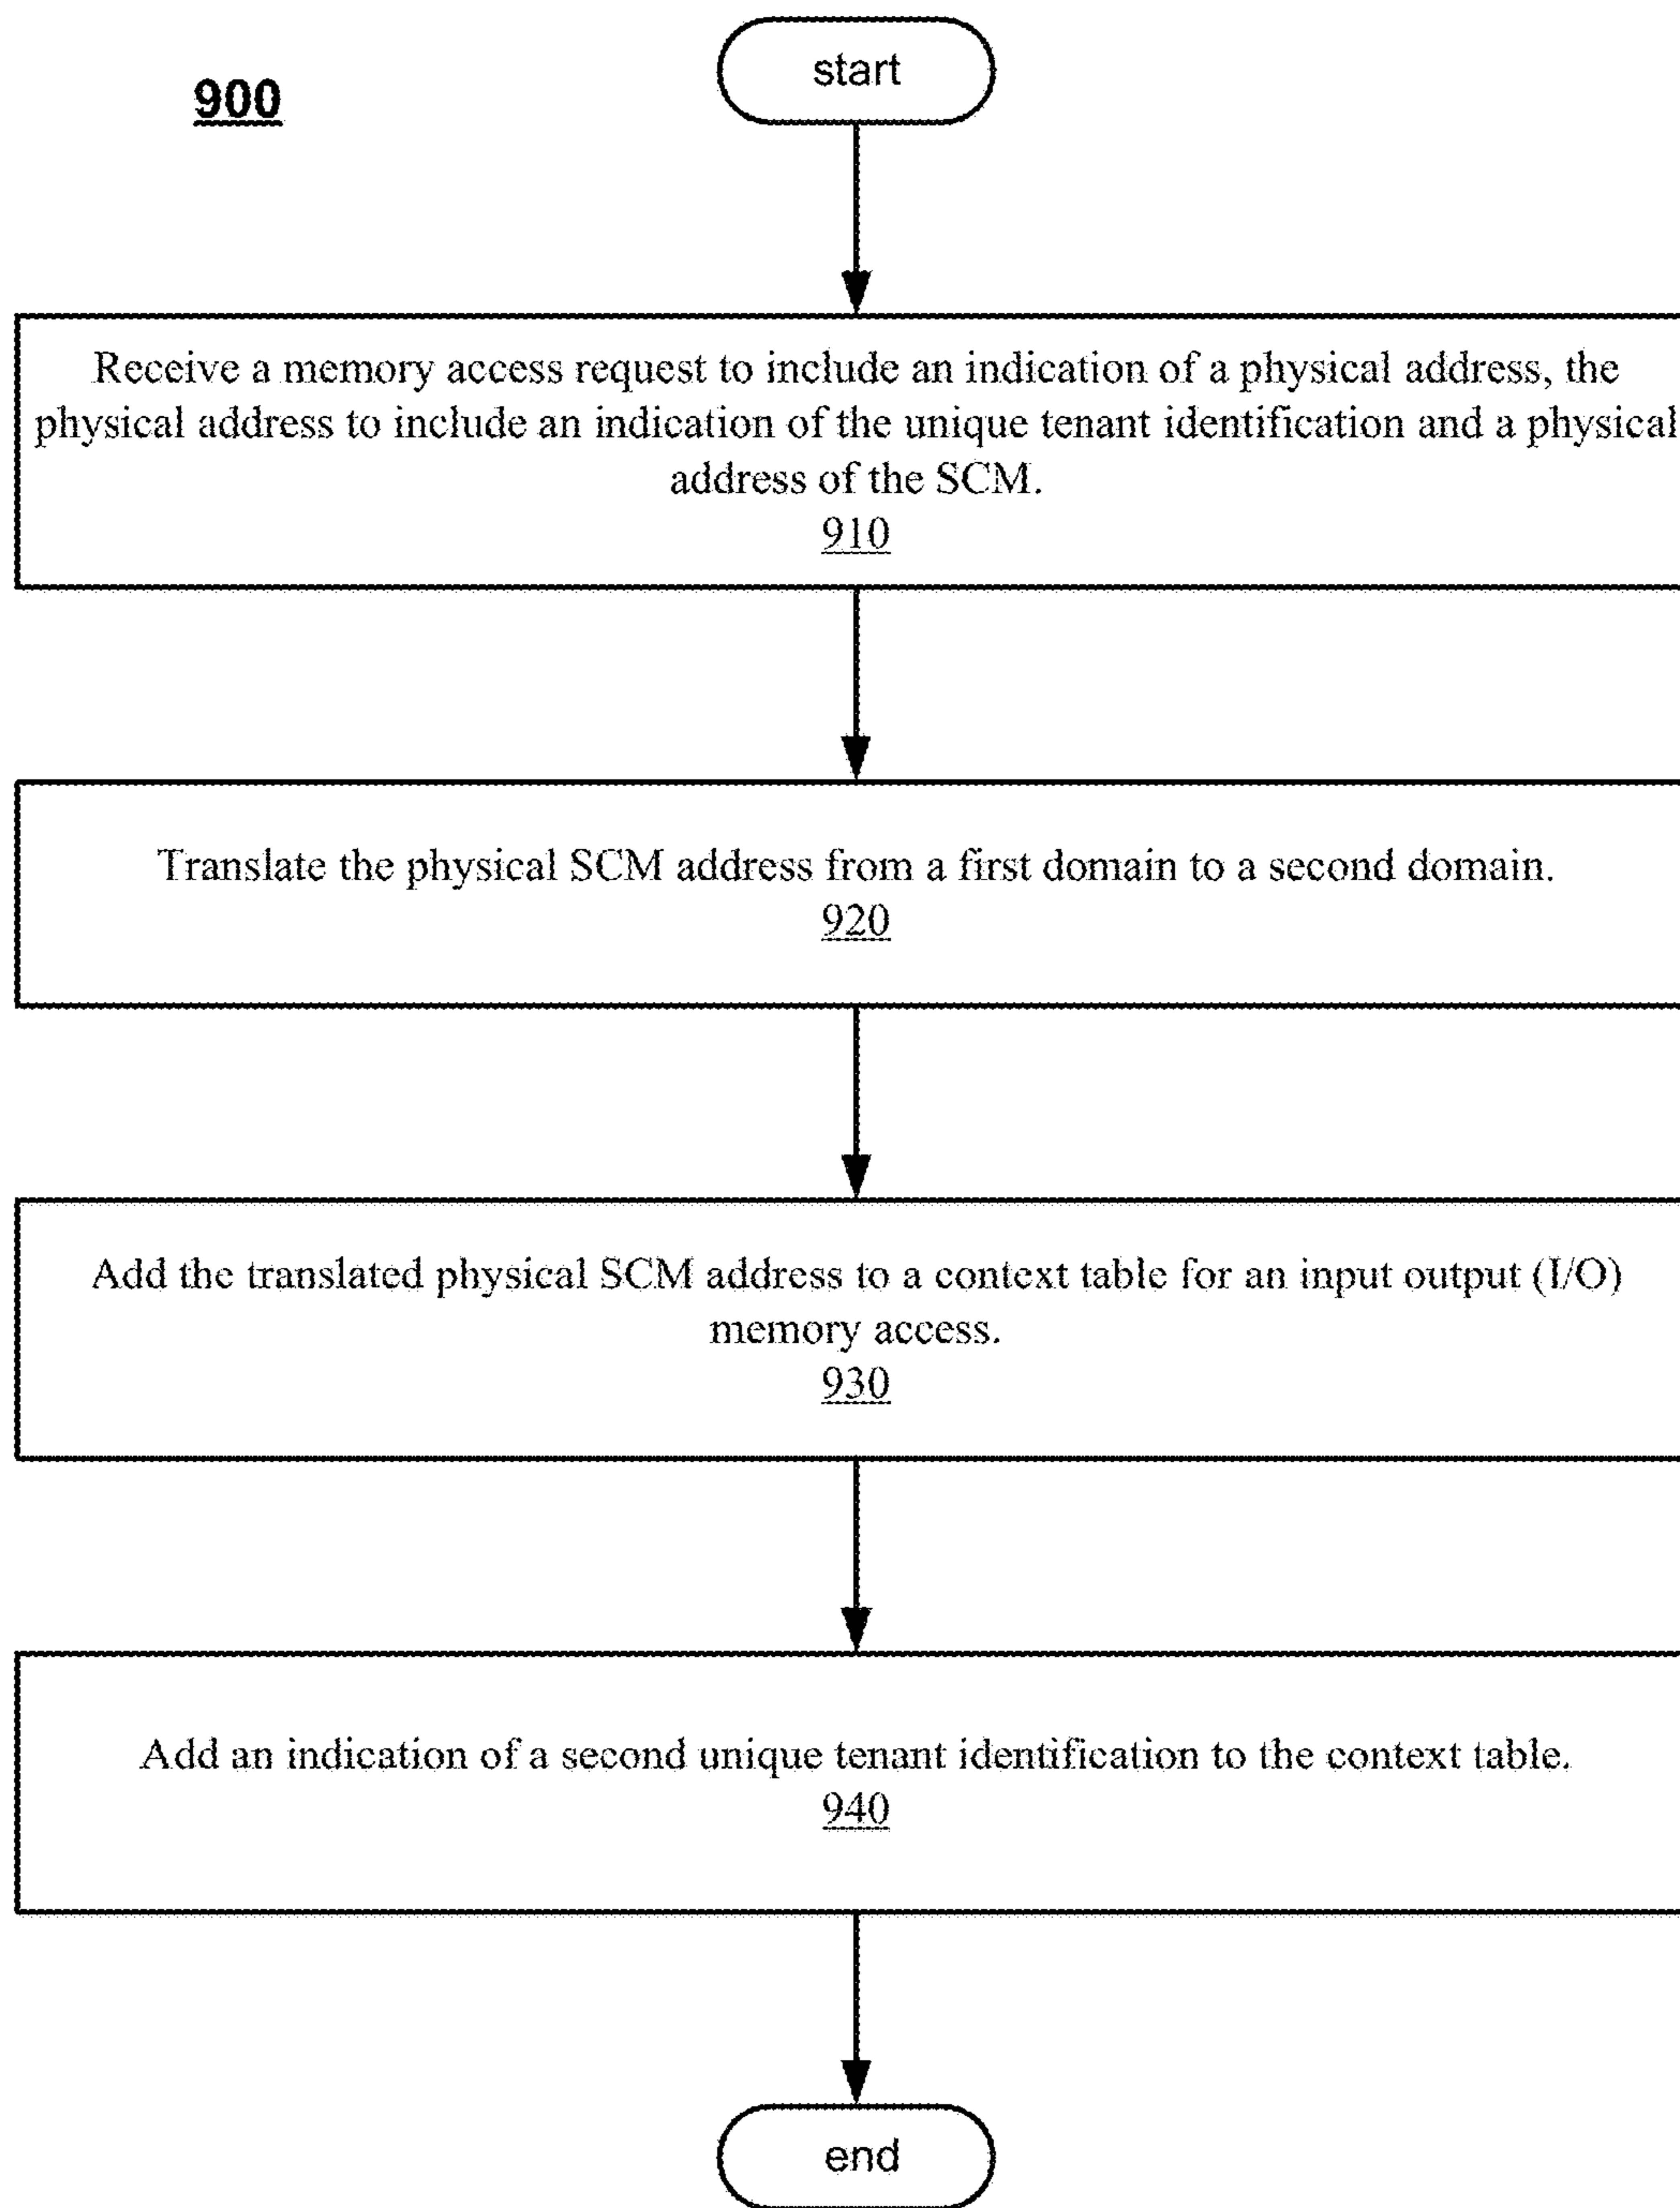 start
900
Receive a memory access request to include an indication of a physical address, the
physical address to include an indication of the unique tenant identification and a physical
address of the SCM.
910
Translate the physical SCM address from a first domain to a second domain.
920
Add the translated physical SCM address to a context table for an input output (I/O)
memory access.
930
Add an indication of a second unique tenant identification to the context table.
940
end